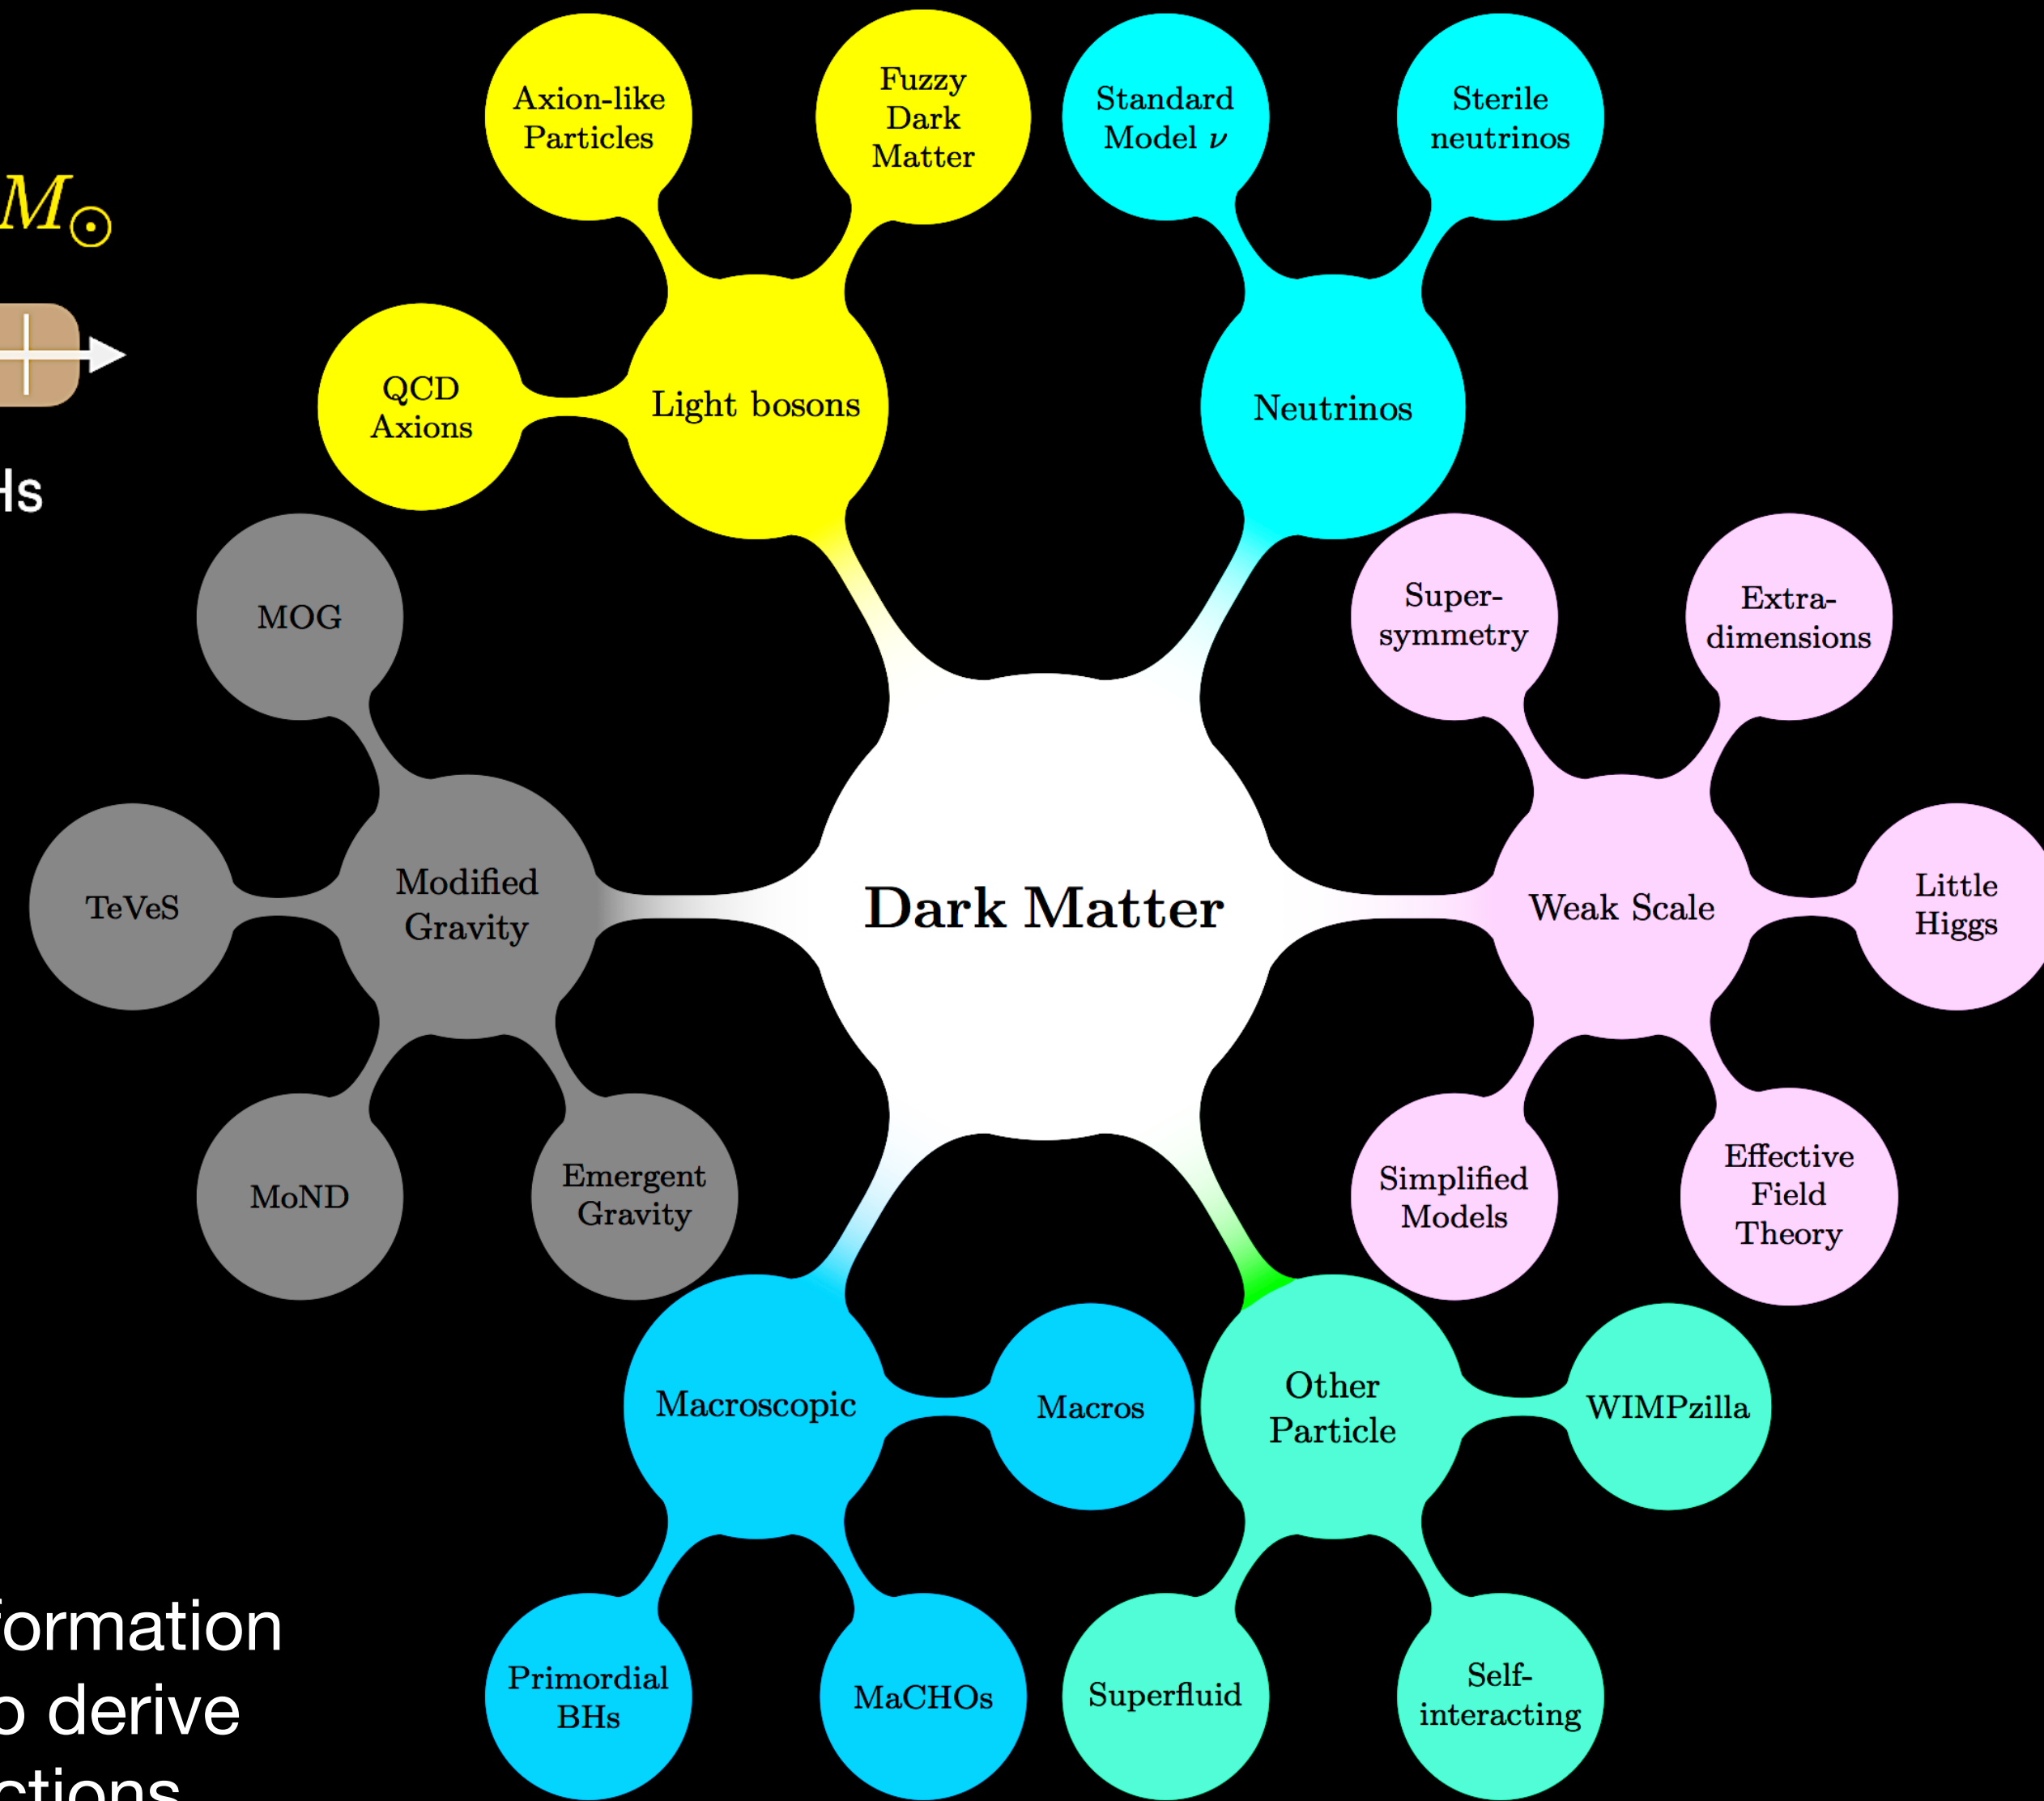 Axion-like
Particles
Fuzzy
Dark
Matter
Standard
Model ν
Sterile
neutrinos
M⊙
QCD
Axions
Light bosons
Neutrinos
MOG
Super-
symmetry
Extra-
dimensions
TeVeS
Modified
Gravity
Dark Matter
Weak Scale
Little
Higgs
MoND
Emergent
Gravity
Simplified
Models
Effective
Field
Theory
Macroscopic
Macros
Other
Particle
WIMPzilla
Primordial
BHs
MaCHOs
Superfluid
Self-
interacting
formation
derive